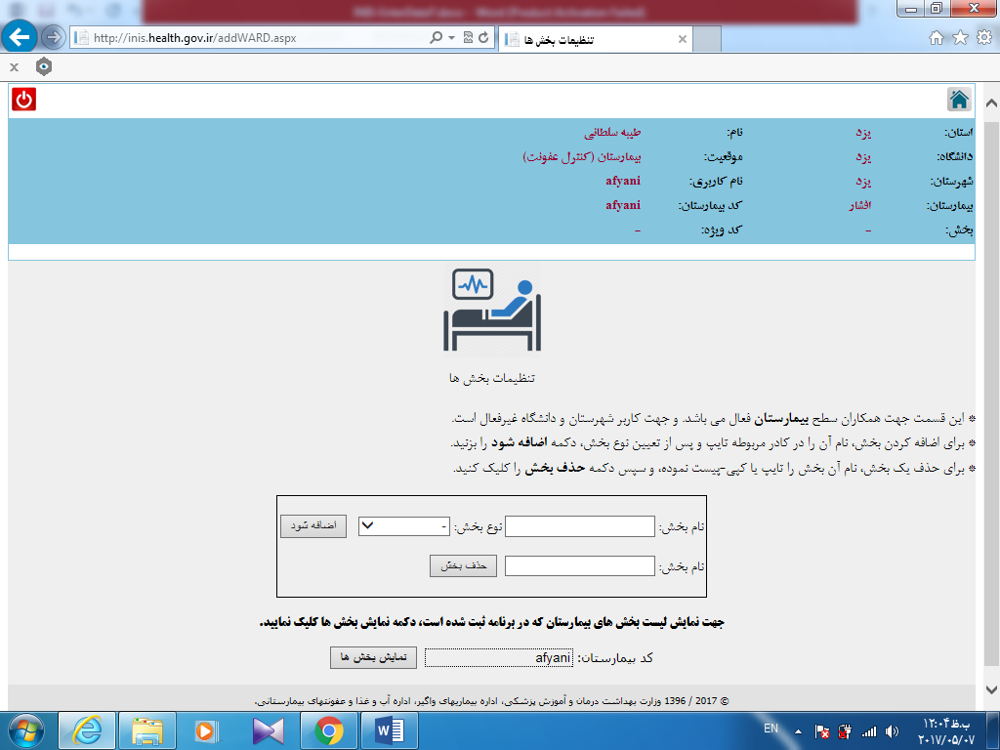 INIS-EnterDataT.docx - Word (Product Activation Failed)
http://inis.health.gov.ir/addWARD.aspx
تنظیمات بخش ها
استان: یزد نام: طیبه سلطانی
دانشگاه: یزد موقعیت: بیمارستان (کنترل عفونت)
شهرستان: یزد نام کاربری: afyani
بیمارستان: افشار کد بیمارستان: afyani
بخش: - کد ویژه: -
تنظیمات بخش ها
* این قسمت جهت همکاران سطح بیمارستان فعال می باشد. و جهت کاربر شهرستان و دانشگاه غیرفعال است.
* برای اضافه کردن بخش، نام آن را در کادر مربوطه تایپ و پس از تعیین نوع بخش، دکمه اضافه شود را بزنید.
* برای حذف یک بخش، نام آن بخش را تایپ یا کپی-پیست نموده، و سپس دکمه حذف بخش را کلیک کنید.
نام بخش: نوع بخش: - اضافه شود
نام بخش: حذف بخش
جهت نمایش لیست بخش های بیمارستان که در برنامه ثبت شده است، دکمه نمایش بخش ها کلیک نمایید.
کد بیمارستان: afyani نمایش بخش ها
© 2017 / 1396 وزارت بهداشت درمان و آموزش پزشکی، اداره بیماریهای واگیر، اداره آب و غذا و عفونتهای بیمارستانی.
EN
ب.ظ ۱۲:۰۴
۲۰۱۷/۰۵/۰۷